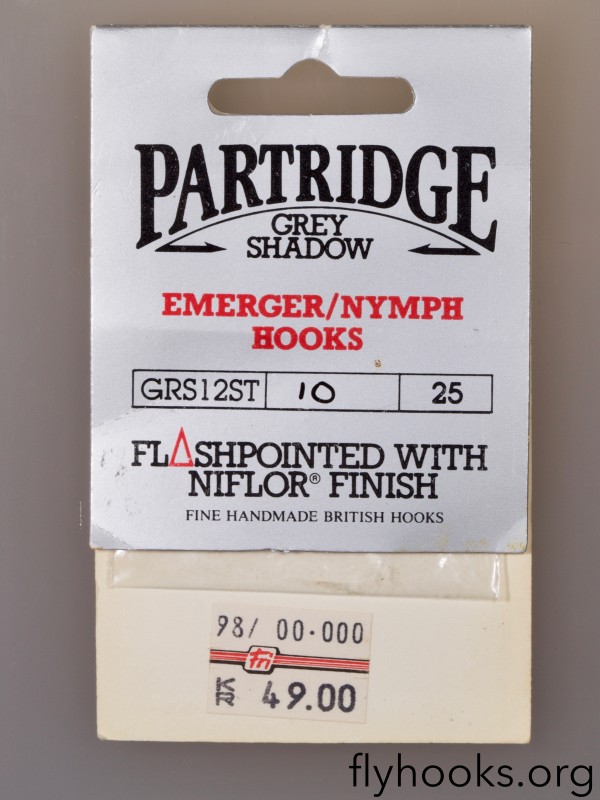 PARTRIDGE
GREY
SHADOW
EMERGER/NYMPH
HOOKS
GRS12ST 10 25
FLASHPOINTED WITH
NIFLOR® FINISH
FINE HANDMADE BRITISH HOOKS
98/ 00·000
fri
KR 49.00
flyhooks.org